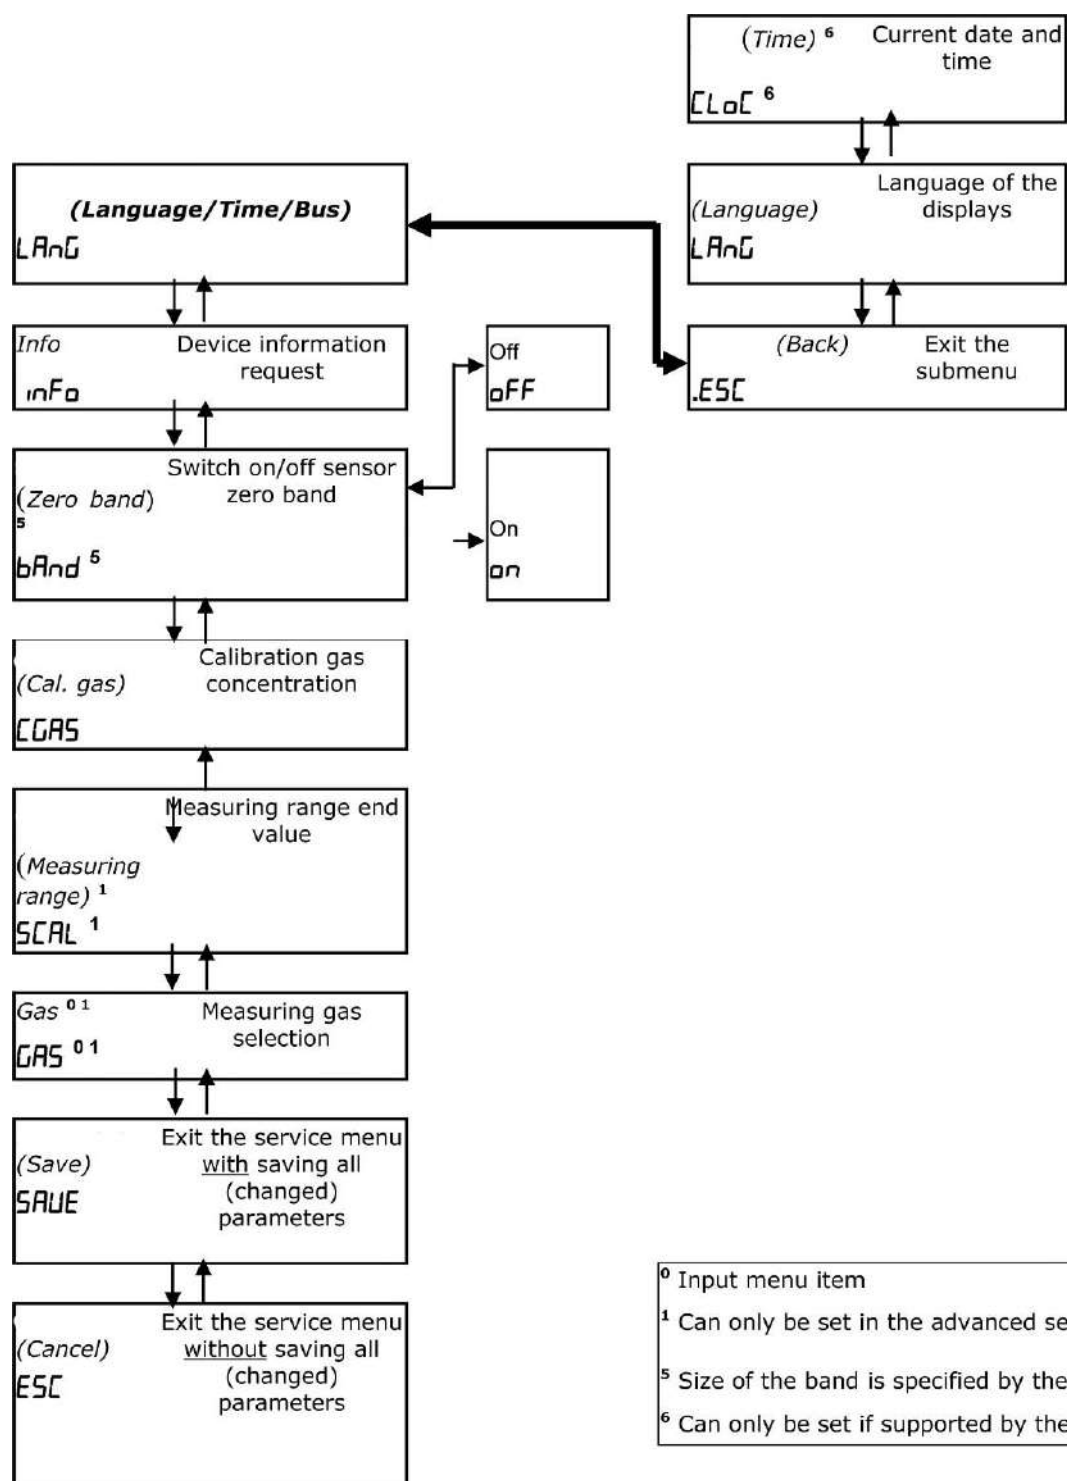 (Time) 6 Current date and
time
CLoC 6
(Language/Time/Bus)
LAnG
Language of the
(Language) displays
LAnG
Info Device information
request
inFo
Off
oFF
(Back) Exit the
submenu
.ESC
Switch on/off sensor
(Zero band) zero band
5
bAnd 5
On
on
Calibration gas
(Cal. gas) concentration
CGAS
Measuring range end
value
(Measuring
range) 1
SCAL 1
Gas 0 1 Measuring gas
selection
GAS 0 1
Exit the service menu
(Save) with saving all
(changed)
SAVE parameters
Exit the service menu
(Cancel) without saving all
(changed)
ESC parameters
0 Input menu item
1 Can only be set in the advanced se
5 Size of the band is specified by the
6 Can only be set if supported by the